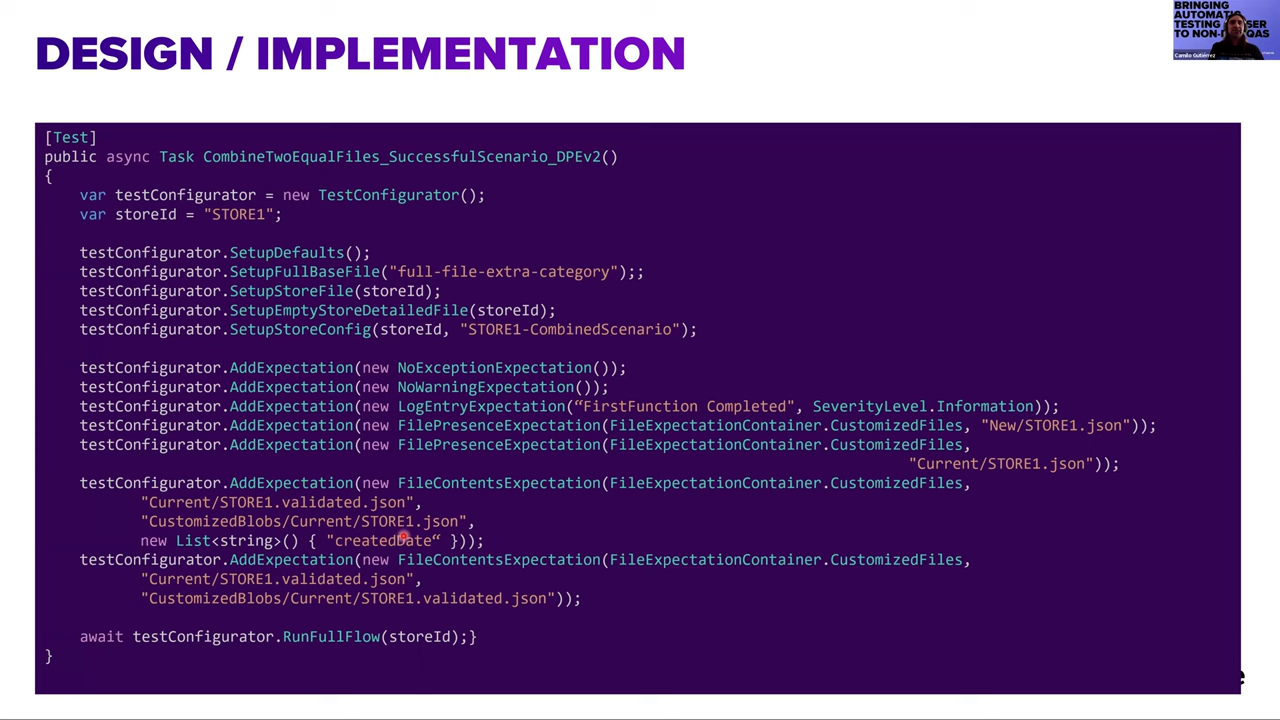 DESIGN / IMPLEMENTATION
BRINGING
AUTOMATIC
TESTING
TO NON-
Camilo Gutiérrez
[Test]
public async Task CombineTwoEqualFiles_SuccessfulScenario_DPEv2()
{
var testConfigurator = new TestConfigurator();
var storeId = "STORE1";
testConfigurator.SetupDefaults();
testConfigurator.SetupFullBaseFile("full-file-extra-category");;
testConfigurator.SetupStoreFile(storeId);
testConfigurator.SetupEmptyStoreDetailedFile(storeId);
testConfigurator.SetupStoreConfig(storeId, "STORE1-CombinedScenario");
testConfigurator.AddExpectation(new NoExceptionExpectation());
testConfigurator.AddExpectation(new NoWarningExpectation());
testConfigurator.AddExpectation(new LogEntryExpectation(“FirstFunction Completed", SeverityLevel.Information));
testConfigurator.AddExpectation(new FilePresenceExpectation(FileExpectationContainer.CustomizedFiles, "New/STORE1.json"));
testConfigurator.AddExpectation(new FilePresenceExpectation(FileExpectationContainer.CustomizedFiles,
"Current/STORE1.json"));
testConfigurator.AddExpectation(new FileContentsExpectation(FileExpectationContainer.CustomizedFiles,
"Current/STORE1.validated.json",
"CustomizedBlobs/Current/STORE1.json",
new List<string>() { "createdDate“ }));
testConfigurator.AddExpectation(new FileContentsExpectation(FileExpectationContainer.CustomizedFiles,
"Current/STORE1.validated.json",
"CustomizedBlobs/Current/STORE1.validated.json"));
await testConfigurator.RunFullFlow(storeId);}
}